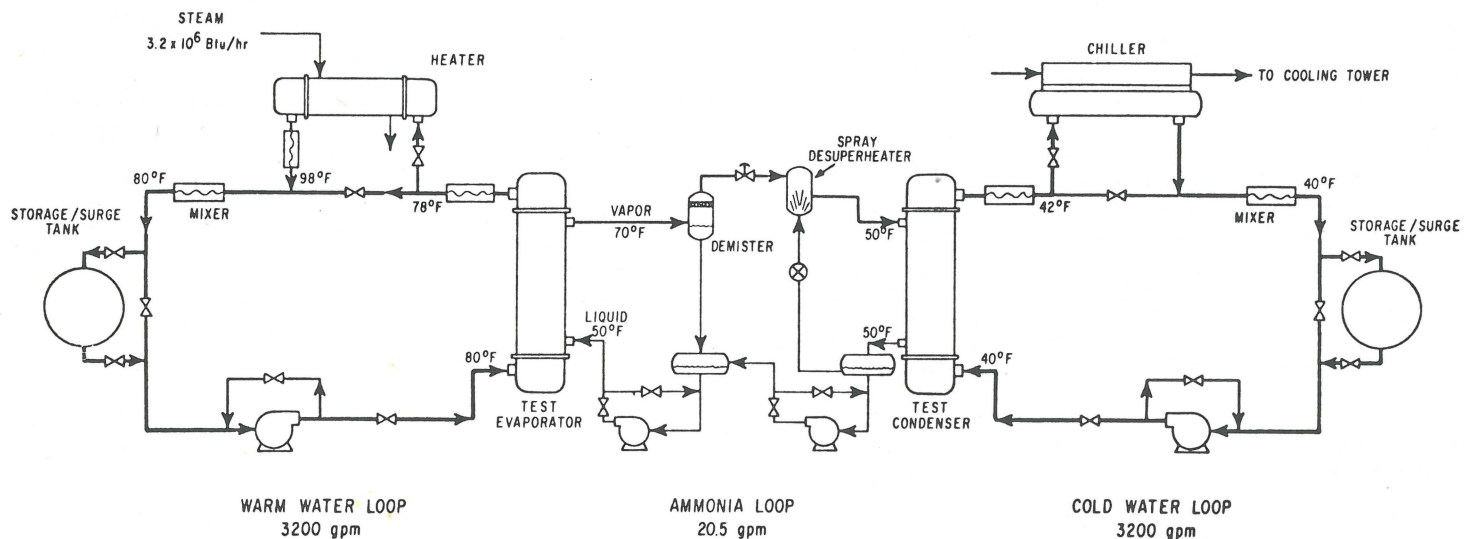 STEAM
3.2 x 10⁶ Btu/hr
HEATER
CHILLER
TO COOLING TOWER
SPRAY
DESUPERHEATER
80°F
98°F
78°F
MIXER
STORAGE/SURGE
TANK
VAPOR
70°F
DEMISTER
50°F
42°F
40°F
MIXER
STORAGE/SURGE
TANK
LIQUID
50°F
80°F
50°F
40°F
TEST
EVAPORATOR
TEST
CONDENSER
WARM WATER LOOP
3200 gpm
AMMONIA LOOP
20.5 gpm
COLD WATER LOOP
3200 gpm